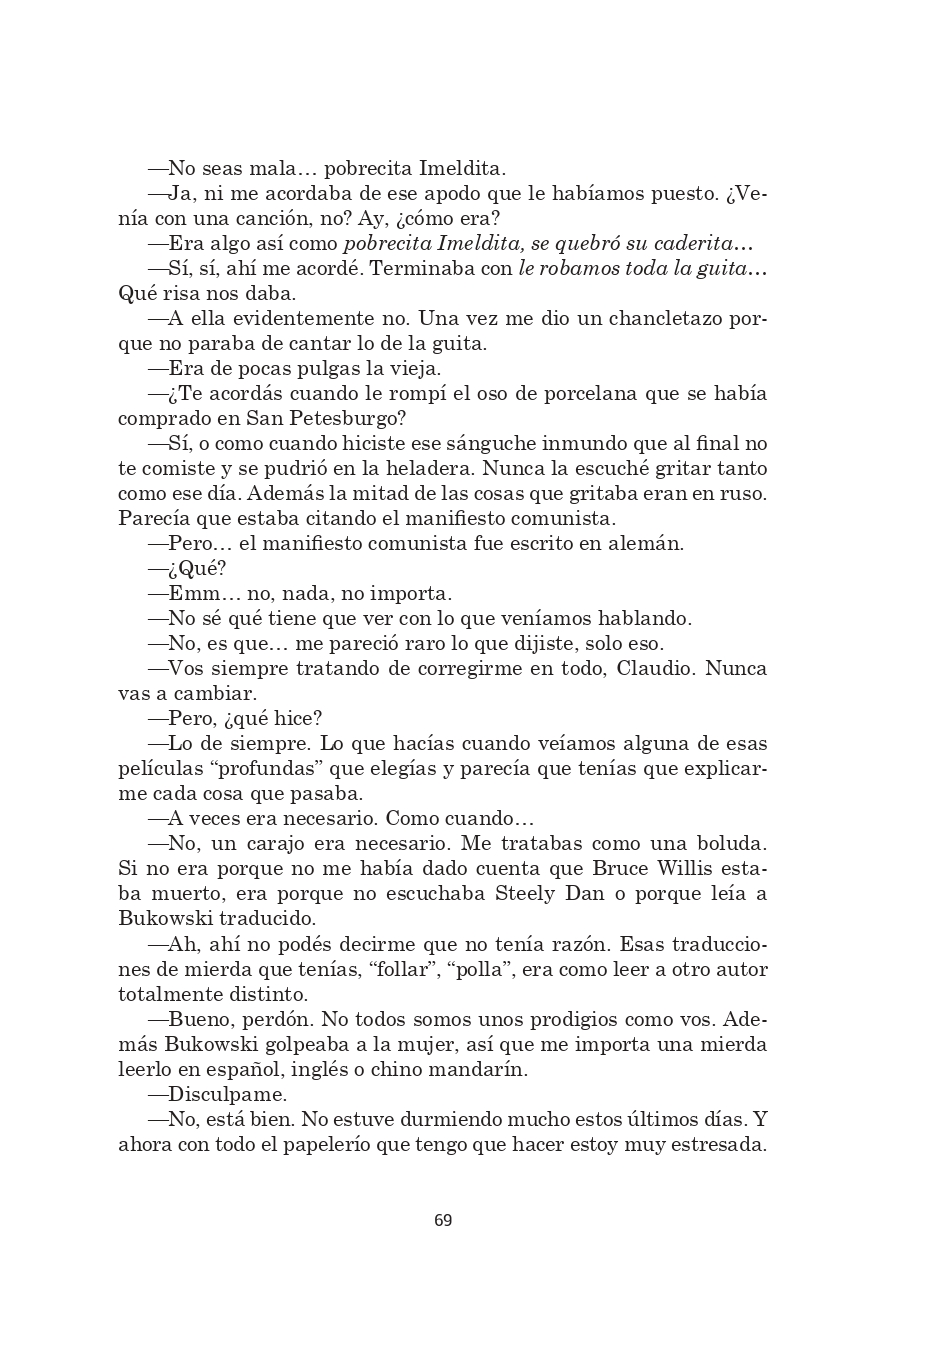 —No seas mala… pobrecita Imeldita.
—Ja, ni me acordaba de ese apodo que le habíamos puesto. ¿Ve-
nía con una canción, no? Ay, ¿cómo era?
—Era algo así como pobrecita Imeldita, se quebró su caderita…
—Sí, sí, ahí me acordé. Terminaba con le robamos toda la guita…
Qué risa nos daba.
—A ella evidentemente no. Una vez me dio un chancletazo por-
que no paraba de cantar lo de la guita.
—Era de pocas pulgas la vieja.
—¿Te acordás cuando le rompí el oso de porcelana que se había
comprado en San Petesburgo?
—Sí, o como cuando hiciste ese sánguche inmundo que al final no
te comiste y se pudrió en la heladera. Nunca la escuché gritar tanto
como ese día. Además la mitad de las cosas que gritaba eran en ruso.
Parecía que estaba citando el manifiesto comunista.
—Pero… el manifiesto comunista fue escrito en alemán.
—¿Qué?
—Emm… no, nada, no importa.
—No sé qué tiene que ver con lo que veníamos hablando.
—No, es que… me pareció raro lo que dijiste, solo eso.
—Vos siempre tratando de corregirme en todo, Claudio. Nunca
vas a cambiar.
—Pero, ¿qué hice?
—Lo de siempre. Lo que hacías cuando veíamos alguna de esas
películas “profundas” que elegías y parecía que tenías que explicar-
me cada cosa que pasaba.
—A veces era necesario. Como cuando…
—No, un carajo era necesario. Me tratabas como una boluda.
Si no era porque no me había dado cuenta que Bruce Willis esta-
ba muerto, era porque no escuchaba Steely Dan o porque leía a
Bukowski traducido.
—Ah, ahí no podés decirme que no tenía razón. Esas traduccio-
nes de mierda que tenías, “follar”, “polla”, era como leer a otro autor
totalmente distinto.
—Bueno, perdón. No todos somos unos prodigios como vos. Ade-
más Bukowski golpeaba a la mujer, así que me importa una mierda
leerlo en español, inglés o chino mandarín.
—Disculpame.
—No, está bien. No estuve durmiendo mucho estos últimos días. Y
ahora con todo el papelerío que tengo que hacer estoy muy estresada.
69